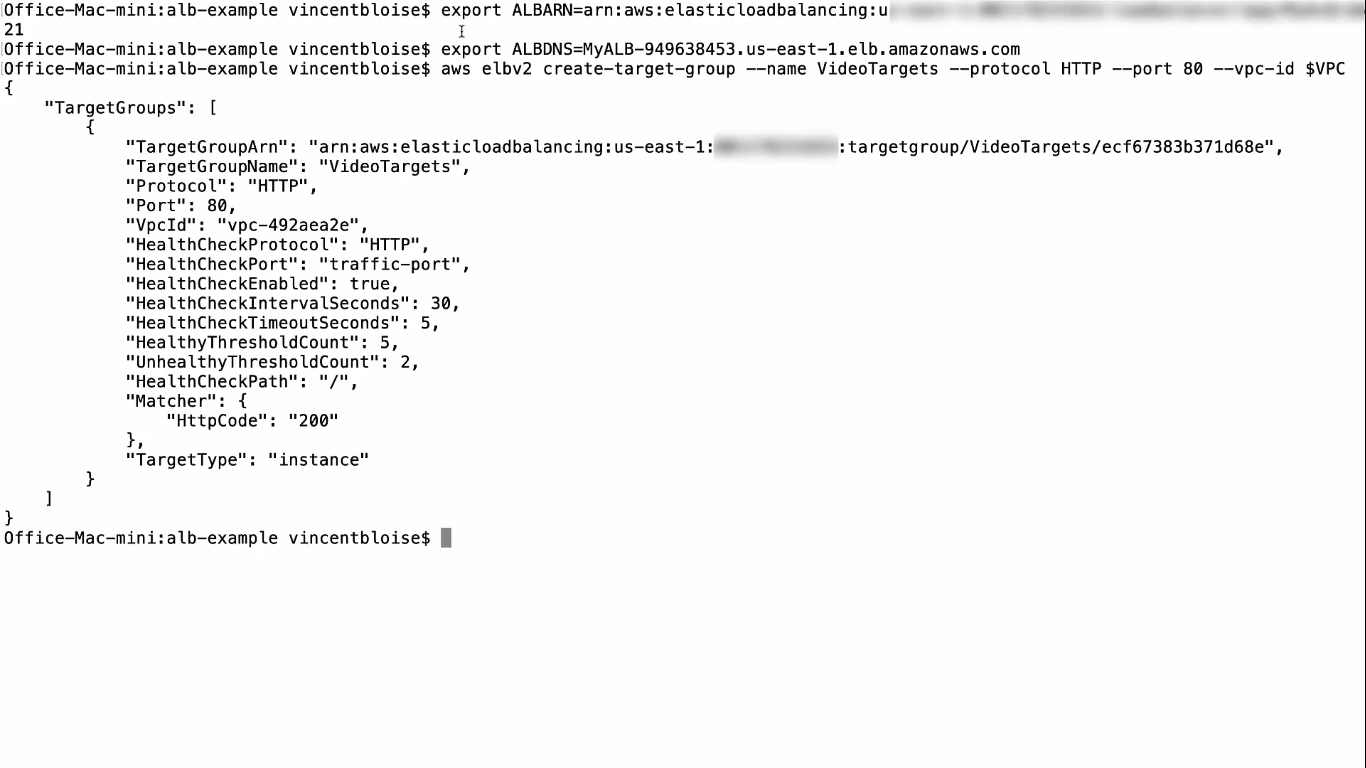 Office-Mac-mini:alb-example vincentbloise$ export ALBARN=arn:aws:elasticloadbalancing:u
21
Office-Mac-mini:alb-example vincentbloise$ export ALBDNS=MyALB-949638453.us-east-1.elb.amazonaws.com
Office-Mac-mini:alb-example vincentbloise$ aws elbv2 create-target-group --name VideoTargets --protocol HTTP --port 80 --vpc-id $VPC
{
    "TargetGroups": [
        {
            "TargetGroupArn": "arn:aws:elasticloadbalancing:us-east-1: :targetgroup/VideoTargets/ecf67383b371d68e",
            "TargetGroupName": "VideoTargets",
            "Protocol": "HTTP",
            "Port": 80,
            "VpcId": "vpc-492aea2e",
            "HealthCheckProtocol": "HTTP",
            "HealthCheckPort": "traffic-port",
            "HealthCheckEnabled": true,
            "HealthCheckIntervalSeconds": 30,
            "HealthCheckTimeoutSeconds": 5,
            "HealthyThresholdCount": 5,
            "UnhealthyThresholdCount": 2,
            "HealthCheckPath": "/",
            "Matcher": {
                "HttpCode": "200"
            },
            "TargetType": "instance"
        }
    ]
}
Office-Mac-mini:alb-example vincentbloise$